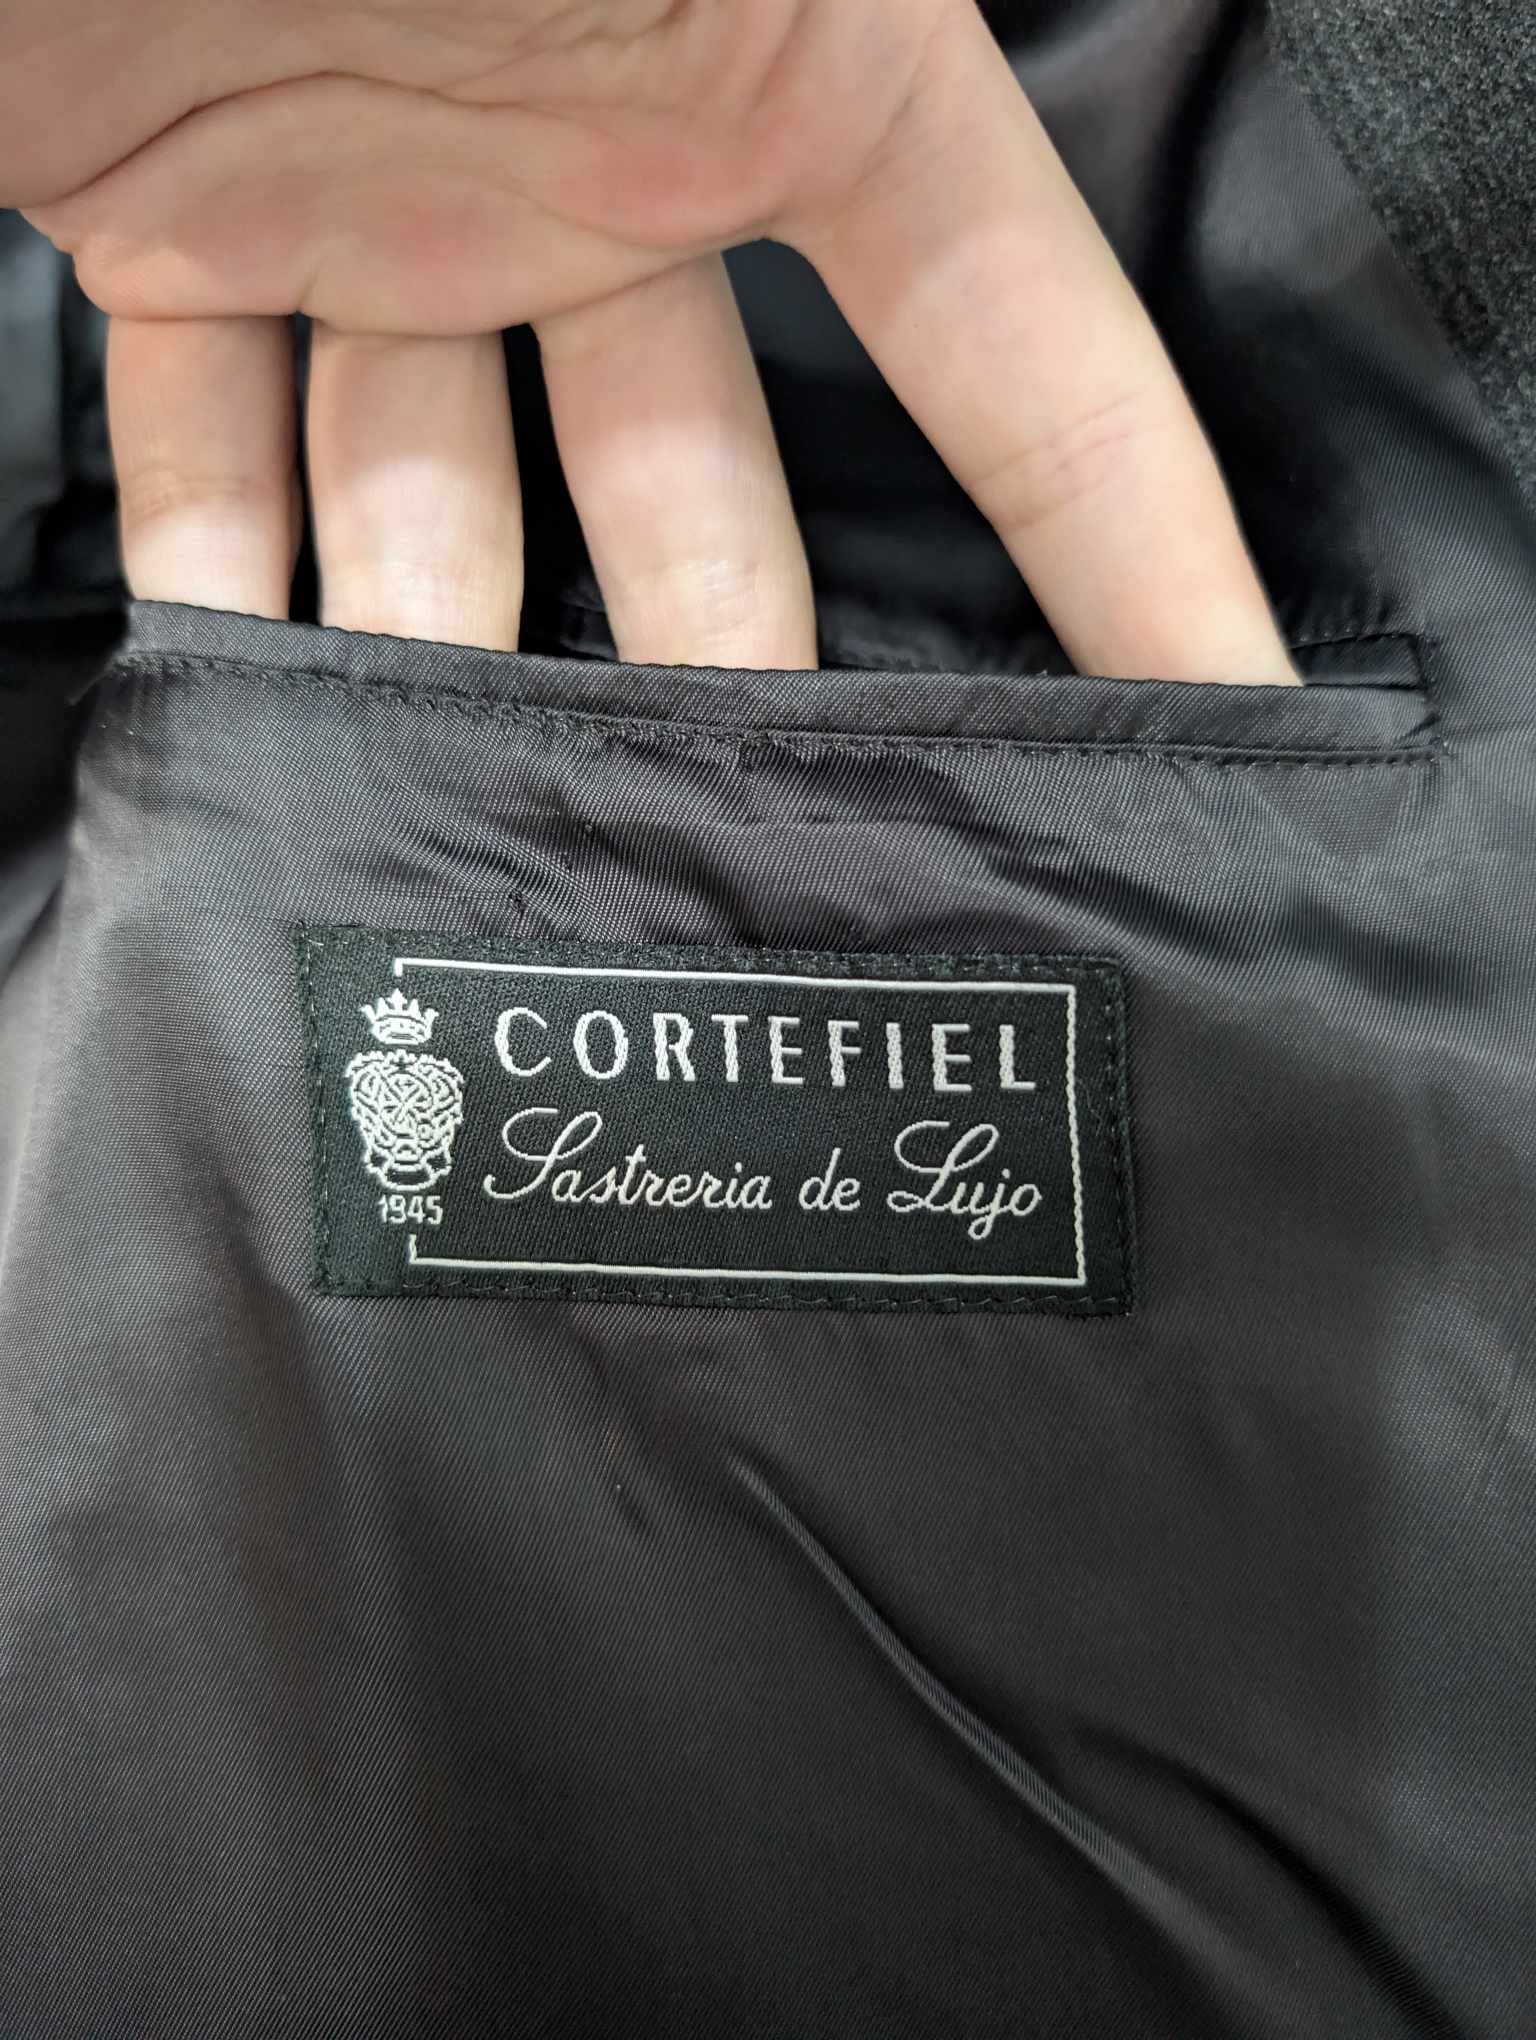 CORTEFIEL
Sastreria de Lujo
1945